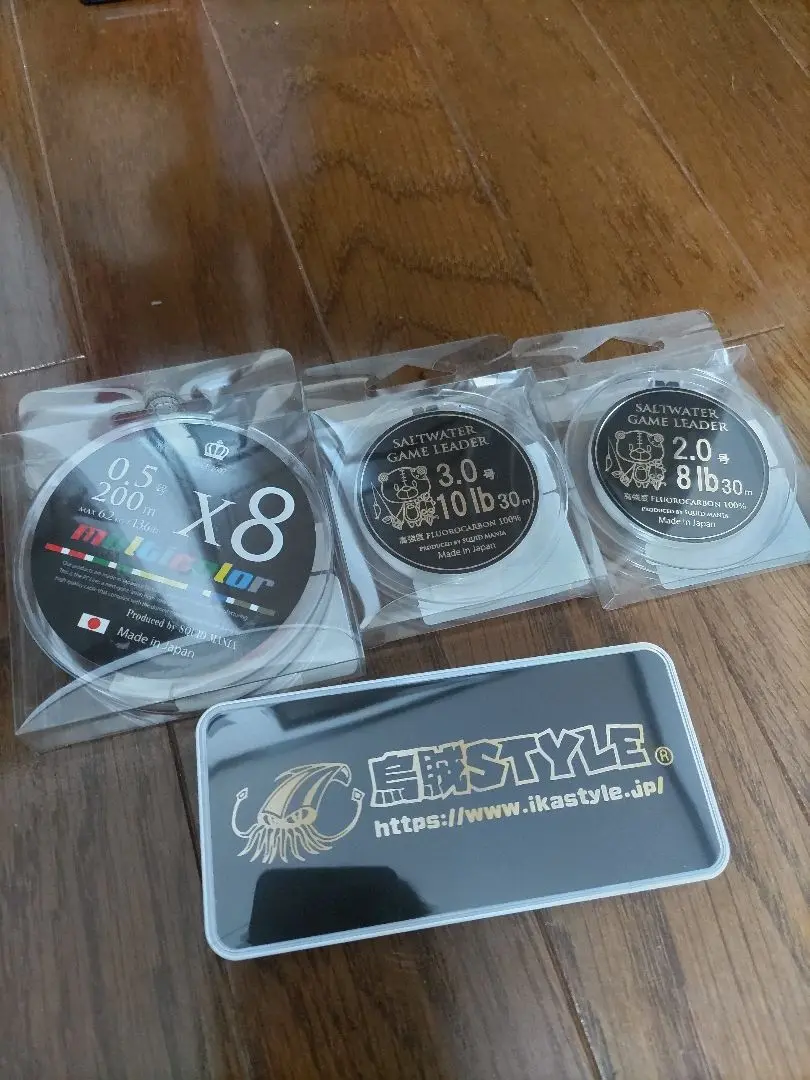 0.5号
200m
X8
MAX 6.2
multicolor
Produced by SQUID MANIA
Made in Japan
SALTWATER
GAME LEADER
3.0号
10lb 30m
高強度 FLUOROCARBON 100%
PRODUCED BY SQUID MANIA
Made in Japan
SALTWATER
GAME LEADER
2.0号
8lb 30m
高強度 FLUOROCARBON 100%
PRODUCED BY SQUID MANIA
Made in Japan
烏賊STYLE®
https://www.ikastyle.jp/